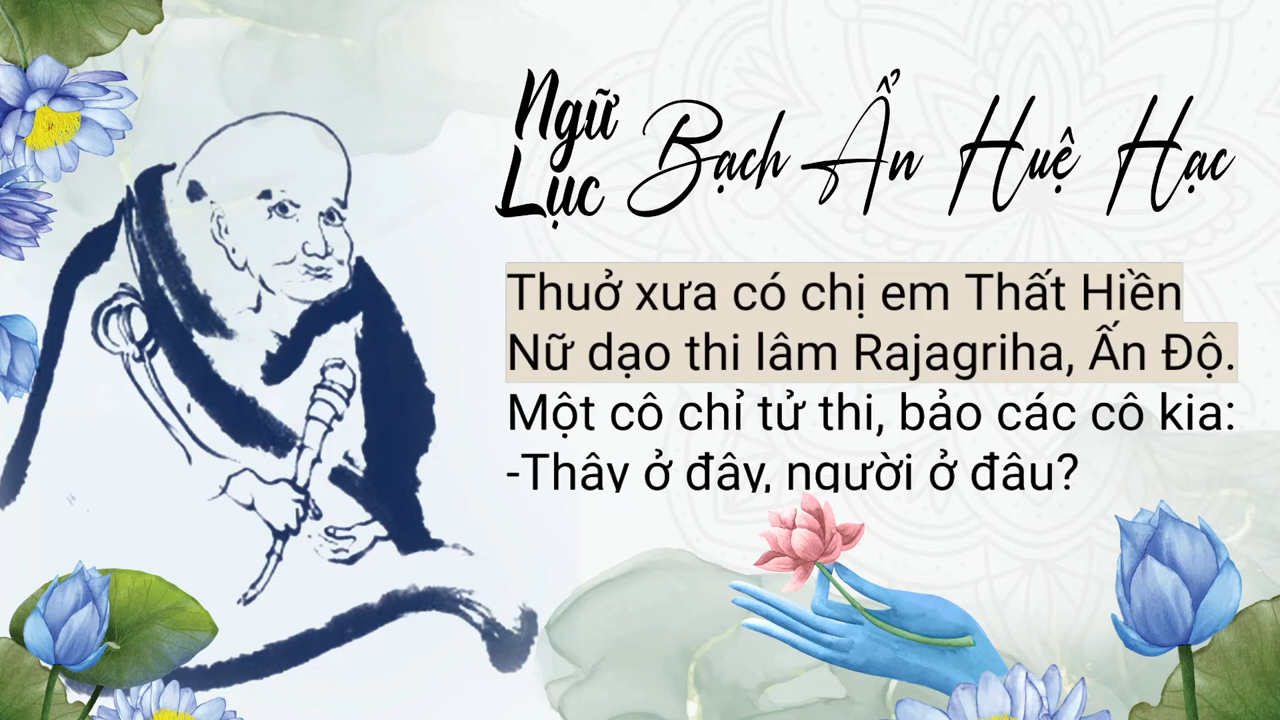 Ngữ
Lục
Bạch Ẩn Huệ Hạc
Thuở xưa có chị em Thất Hiền
Nữ dạo thi lâm Rajagriha, Ấn Độ.
Một cô chỉ tử thi, bảo các cô kia:
-Thây ở đây, người ở đâu?